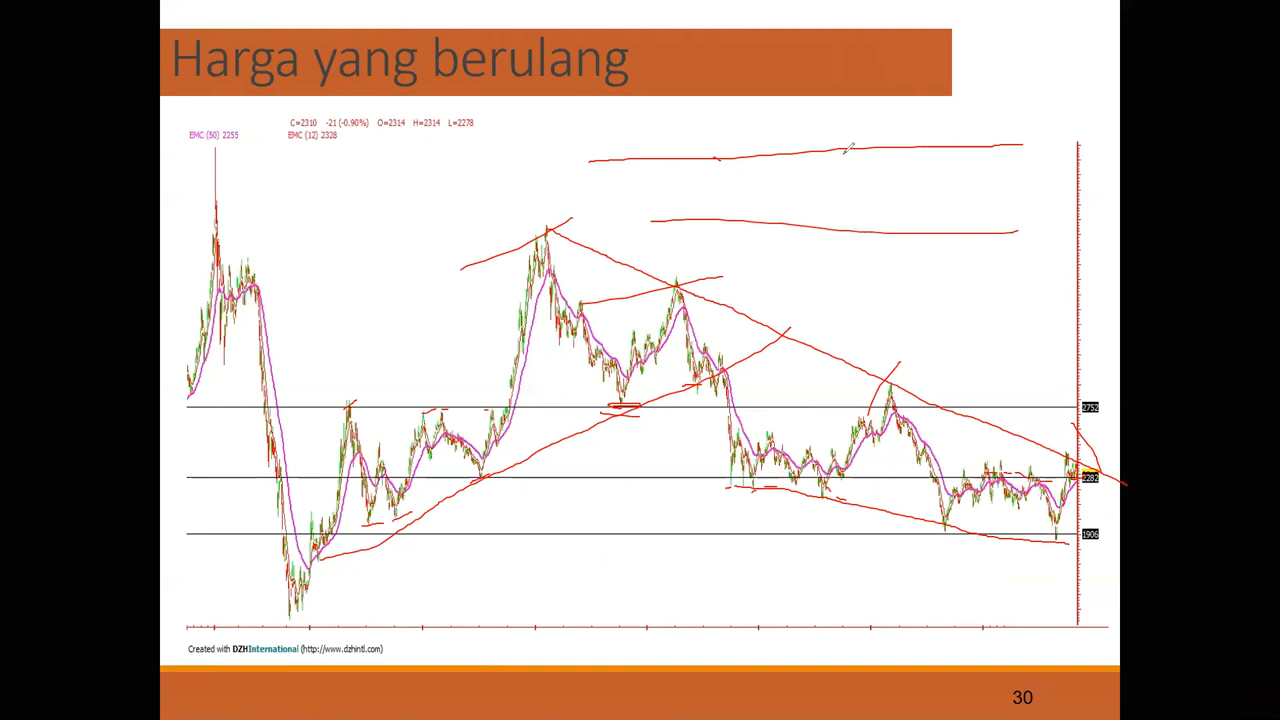 Harga yang berulang
C=2310 -21 (-0.90%) O=2314 H=2314 L=2278
EMC (50) 2255 EMC (12) 2328
2752
2282
1906
Created with DZHInternational (http://www.dzhintl.com)
30